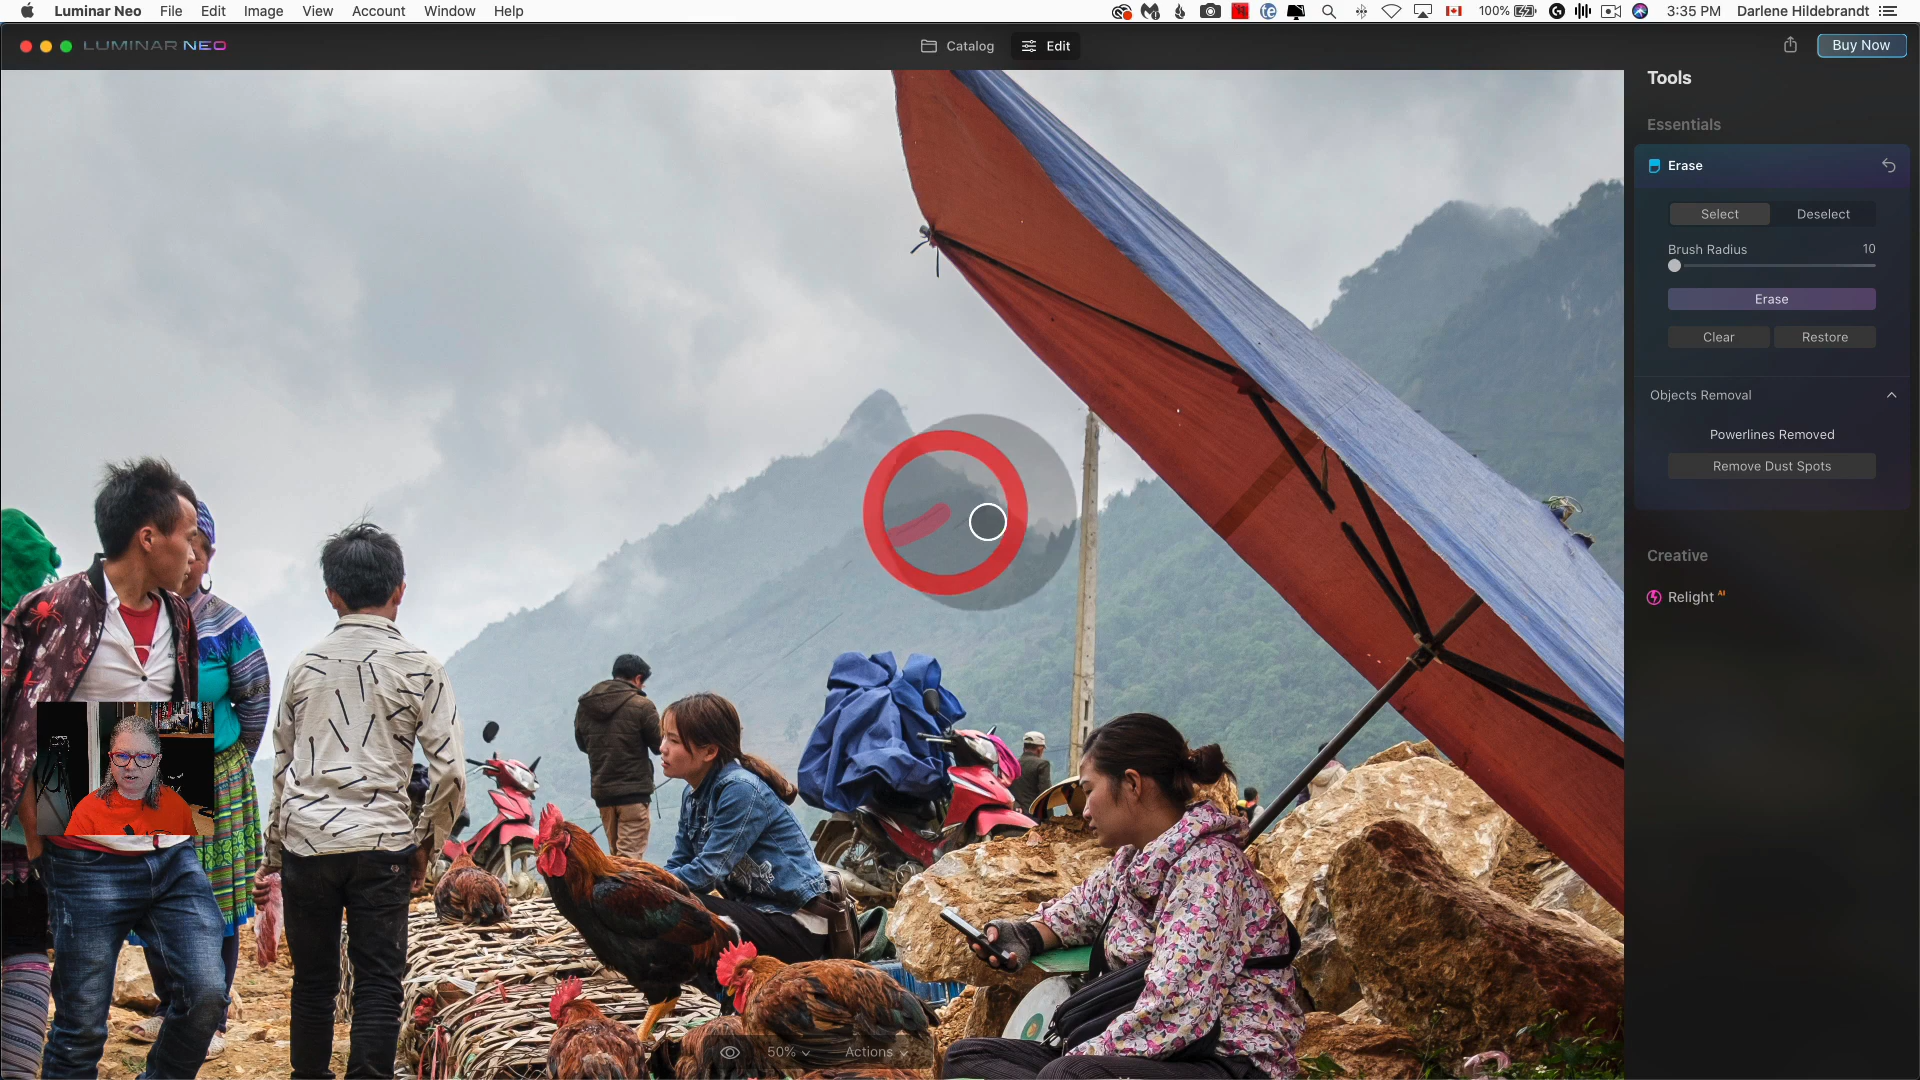 Luminar Neo File Edit Image View Account Window Help 100% 3:35 PM Darlene Hildebrandt
LUMINAR NEO Catalog Edit Buy Now
Tools
Essentials
Erase
Select Deselect
Brush Radius 10
Erase
Clear Restore
Objects Removal
Powerlines Removed
Remove Dust Spots
Creative
Relight AI
50% Actions